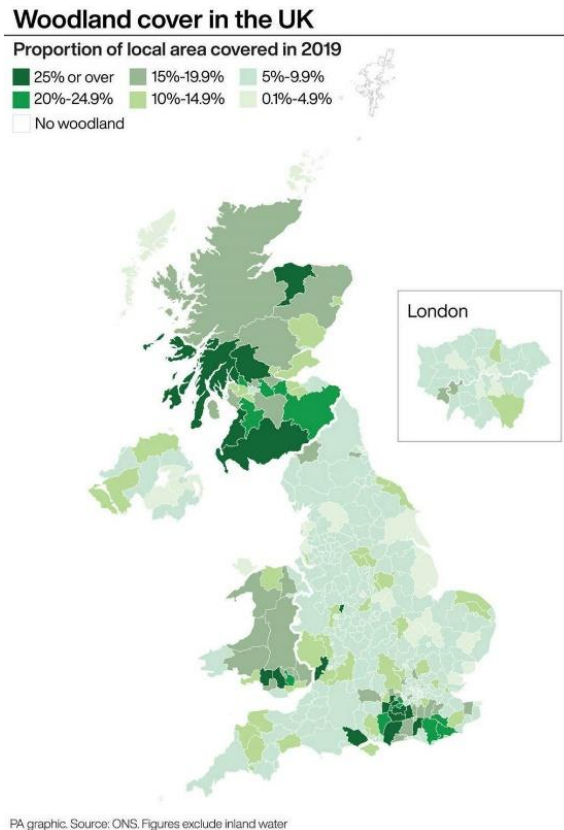 Woodland cover in the UK
Proportion of local area covered in 2019
25% or over 15%-19.9% 5%-9.9%
20%-24.9% 10%-14.9% 0.1%-4.9%
No woodland
London
PA graphic. Source: ONS. Figures exclude inland water